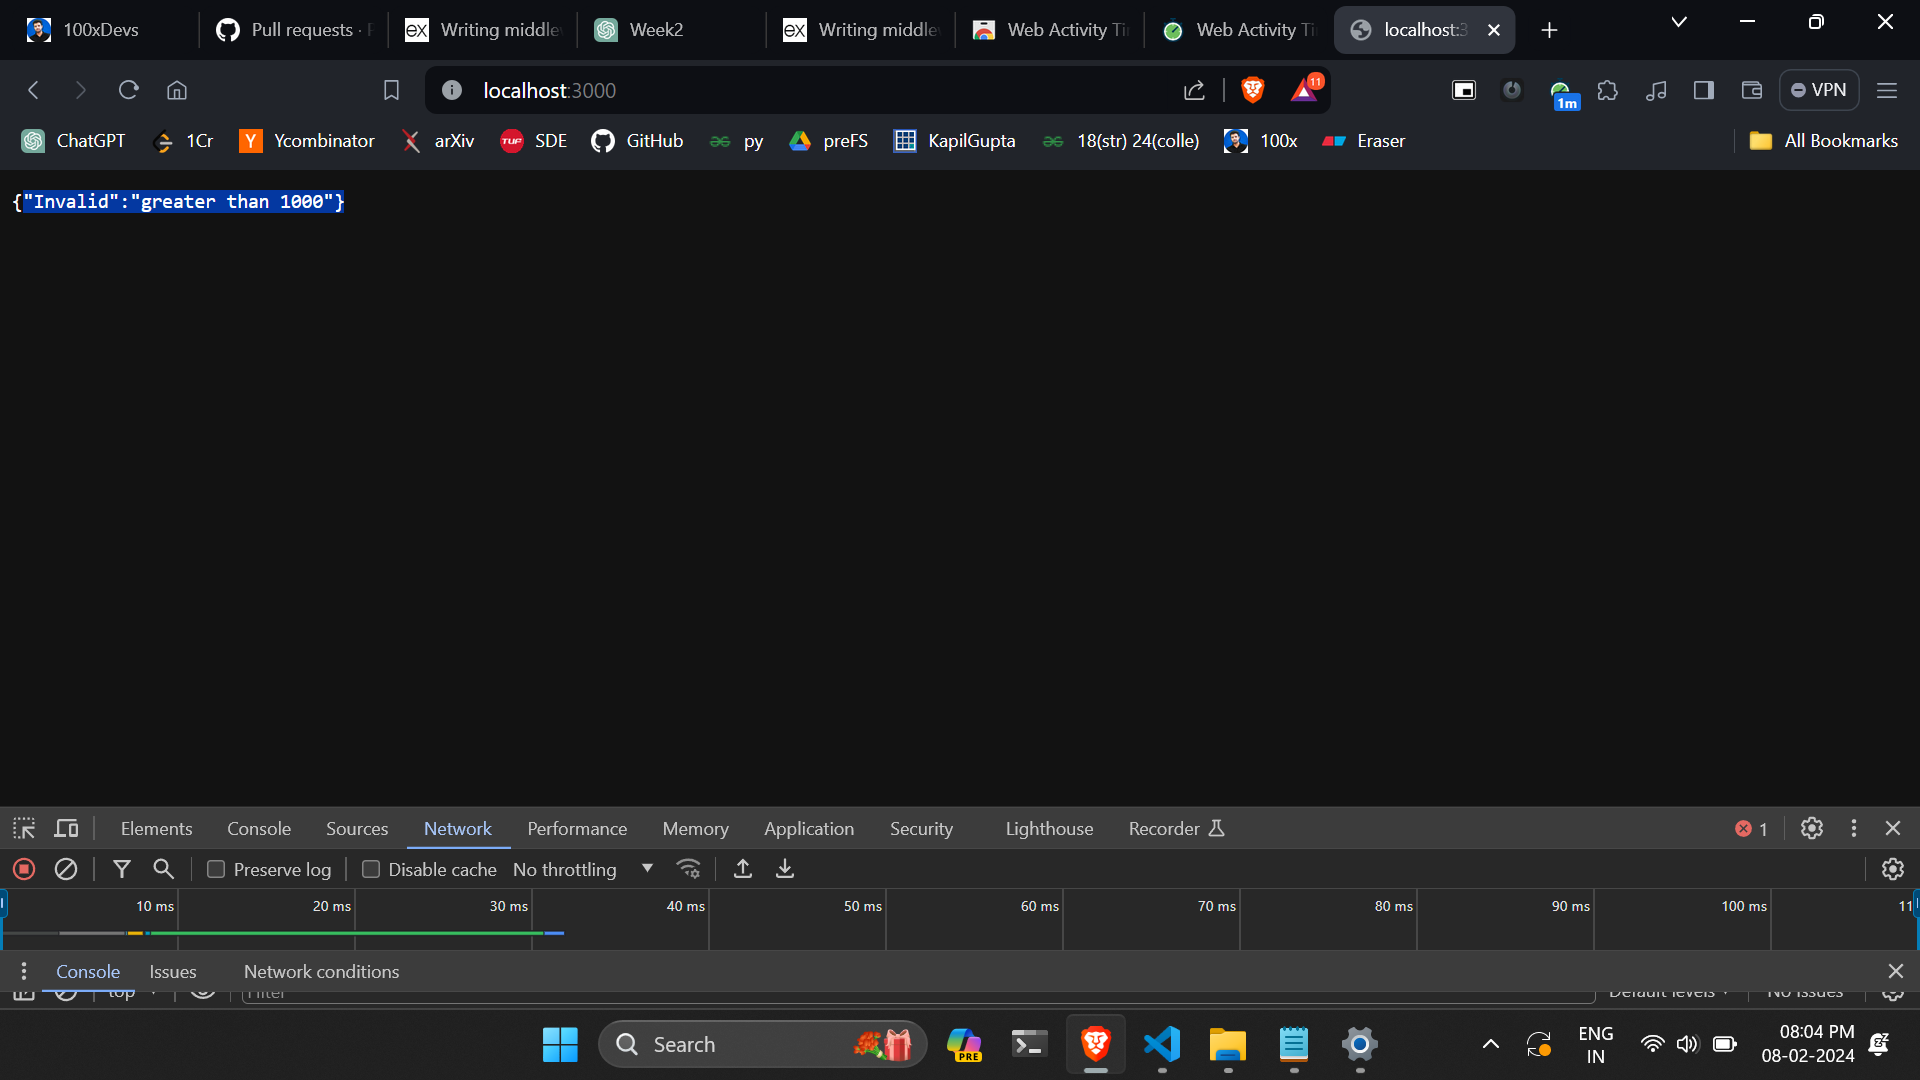 100xDevs
Pull requests ·
Writing middle
Week2
Writing middle
Web Activity Ti
Web Activity Ti
localhost:3
localhost:3000
11
1m
VPN
ChatGPT
1Cr
Y Ycombinator
arXiv
TUF SDE
GitHub
py
preFS
KapilGupta
18(str) 24(colle)
100x
Eraser
All Bookmarks
{"Invalid":"greater than 1000"}
Elements
Console
Sources
Network
Performance
Memory
Application
Security
Lighthouse
Recorder
1
Preserve log
Disable cache
No throttling
10 ms
20 ms
30 ms
40 ms
50 ms
60 ms
70 ms
80 ms
90 ms
100 ms
11
Console
Issues
Network conditions
top
Filter
Default levels
No Issues
Search
PRE
ENG
IN
08:04 PM
08-02-2024